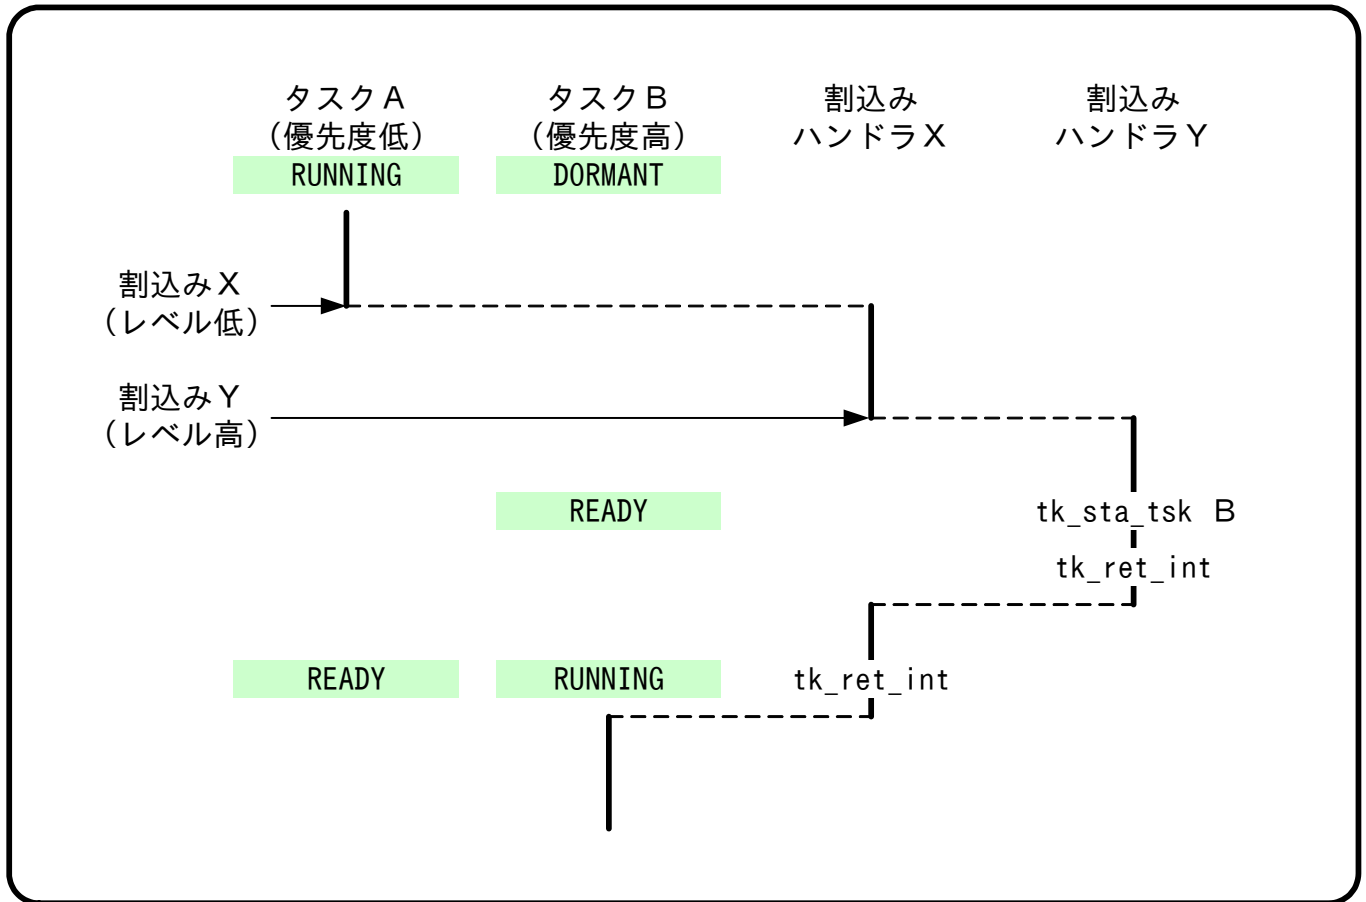 タスクA
(優先度低)
RUNNING
タスクB
(優先度高)
DORMANT
割込み
ハンドラX
割込み
ハンドラY
割込みX
(レベル低)
割込みY
(レベル高)
READY
tk_sta_tsk B
tk_ret_int
READY
RUNNING
tk_ret_int